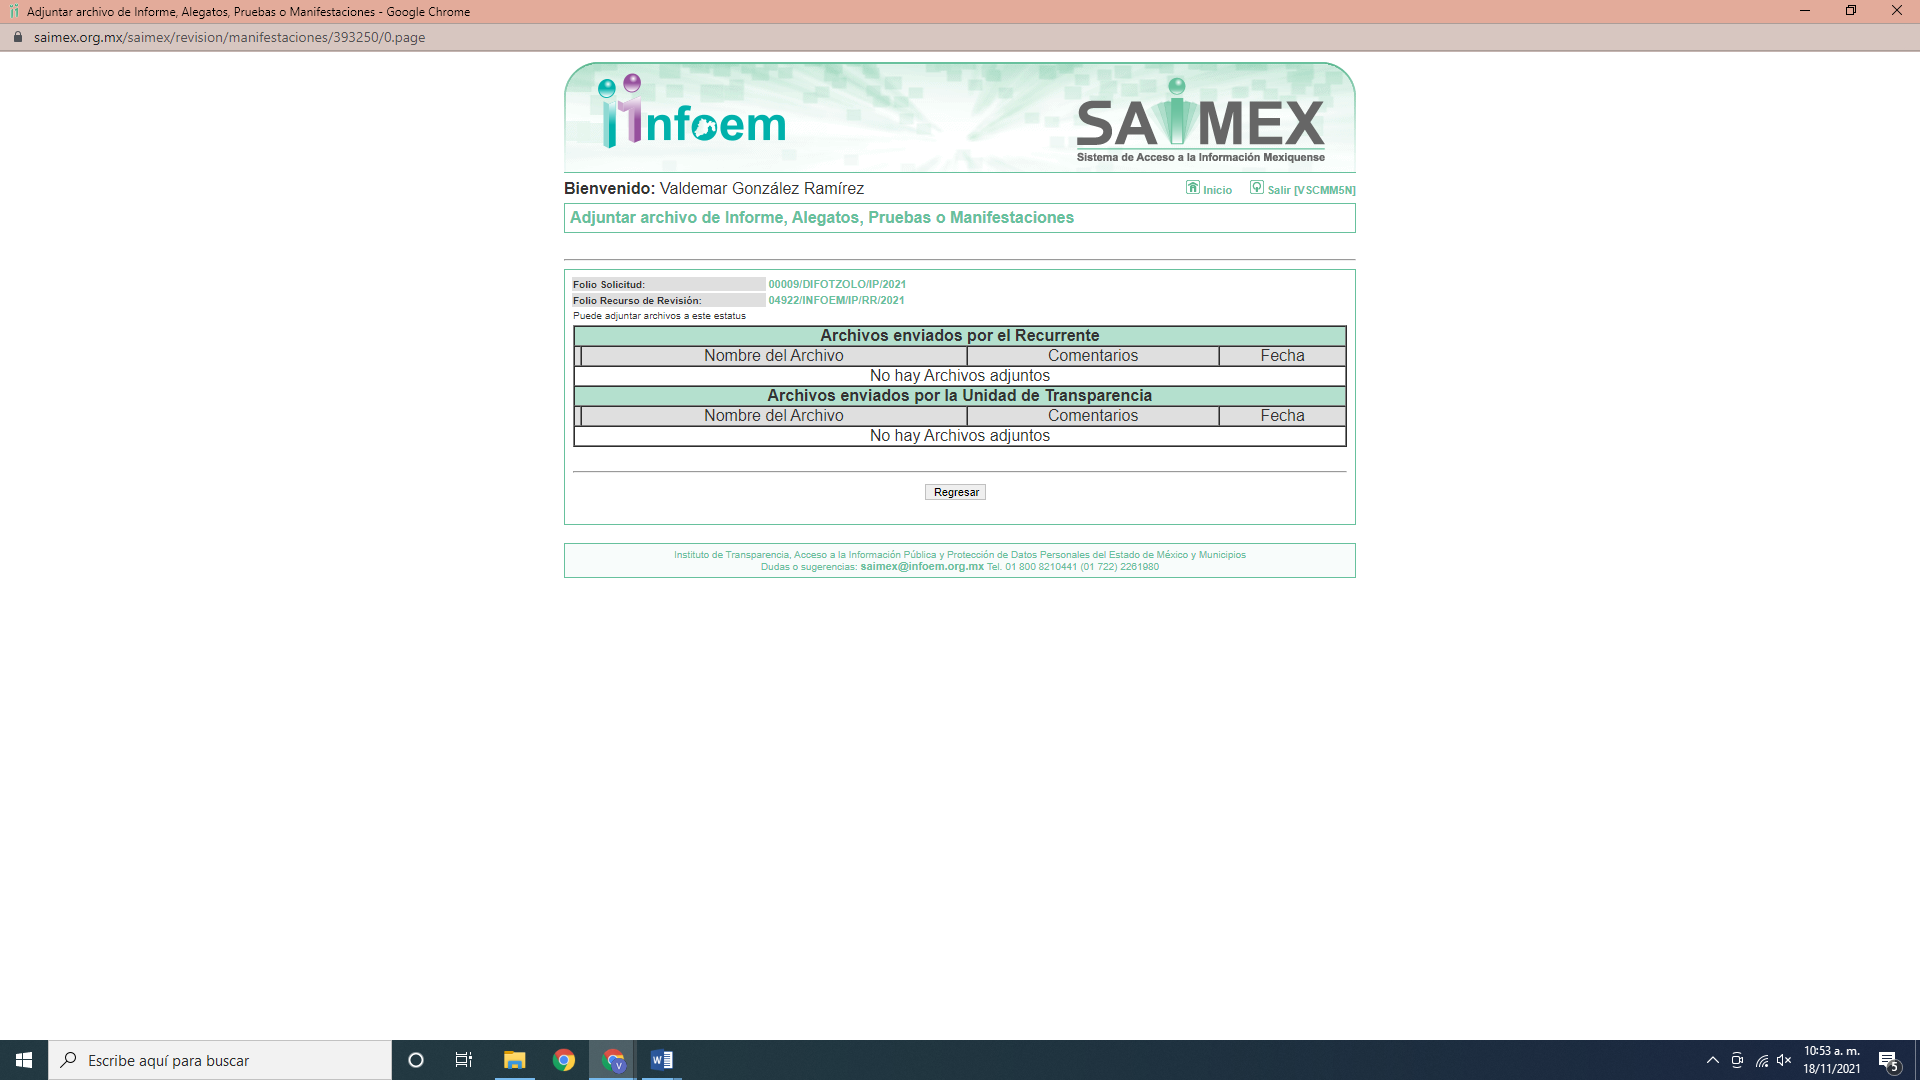 Adjuntar archivo de Informe, Alegatos, Pruebas o Manifestaciones - Google Chrome
saimex.org.mx/saimex/revision/manifestaciones/393250/0.page
infoem
SAIMEX
Sistema de Acceso a la Información Mexiquense
Bienvenido: Valdemar González Ramírez
Inicio Salir [VSCMM5N]
Adjuntar archivo de Informe, Alegatos, Pruebas o Manifestaciones
Folio Solicitud: 00009/DIFOTZOLO/IP/2021
Folio Recurso de Revisión: 04922/INFOEM/IP/RR/2021
Puede adjuntar archivos a este estatus
Archivos enviados por el Recurrente
Nombre del Archivo Comentarios Fecha
No hay Archivos adjuntos
Archivos enviados por la Unidad de Transparencia
Nombre del Archivo Comentarios Fecha
No hay Archivos adjuntos
Regresar
Instituto de Transparencia, Acceso a la Información Pública y Protección de Datos Personales del Estado de México y Municipios
Dudas o sugerencias: saimex@infoem.org.mx Tel. 01 800 8210441 (01 722) 2261980
Escribe aquí para buscar
V
W
10:53 a. m.
18/11/2021
5